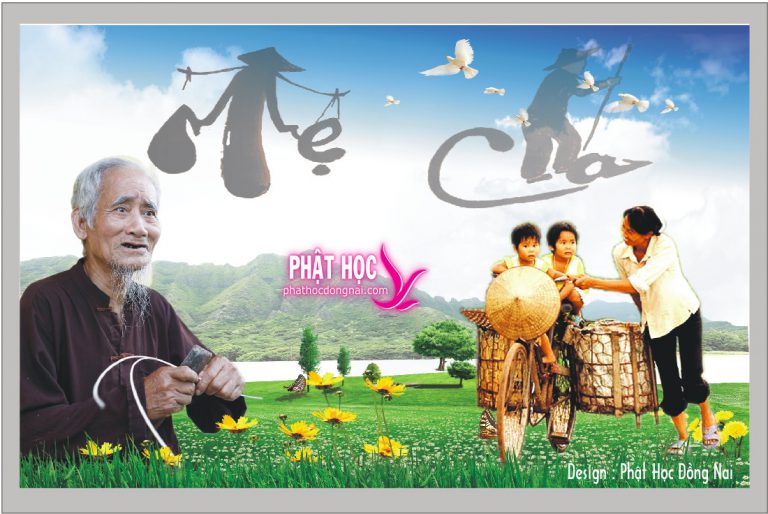 Mẹ Cha
PHẬT HỌC
phathocdongnai.com
Design : Phật Học Đồng Nai